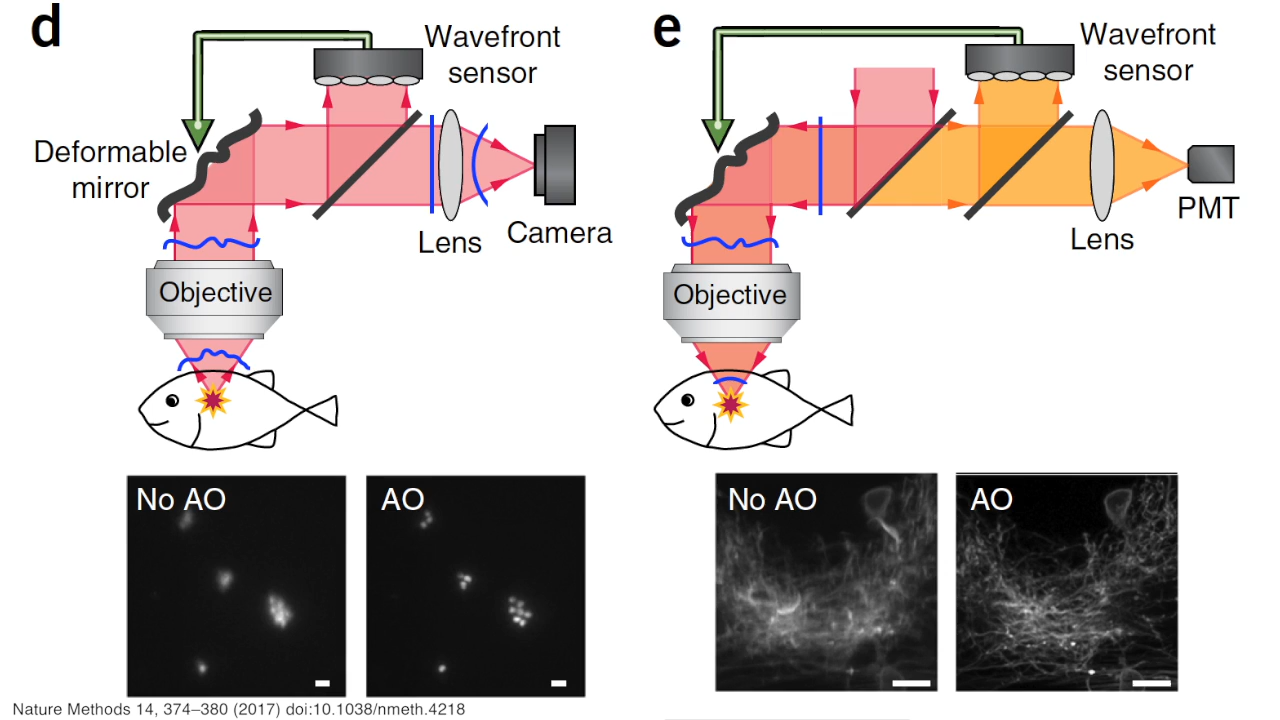 d
Wavefront
sensor
Deformable
mirror
Lens
Camera
Objective
No AO
AO
e
Wavefront
sensor
PMT
Lens
Objective
No AO
AO
Nature Methods 14, 374–380 (2017) doi:10.1038/nmeth.4218